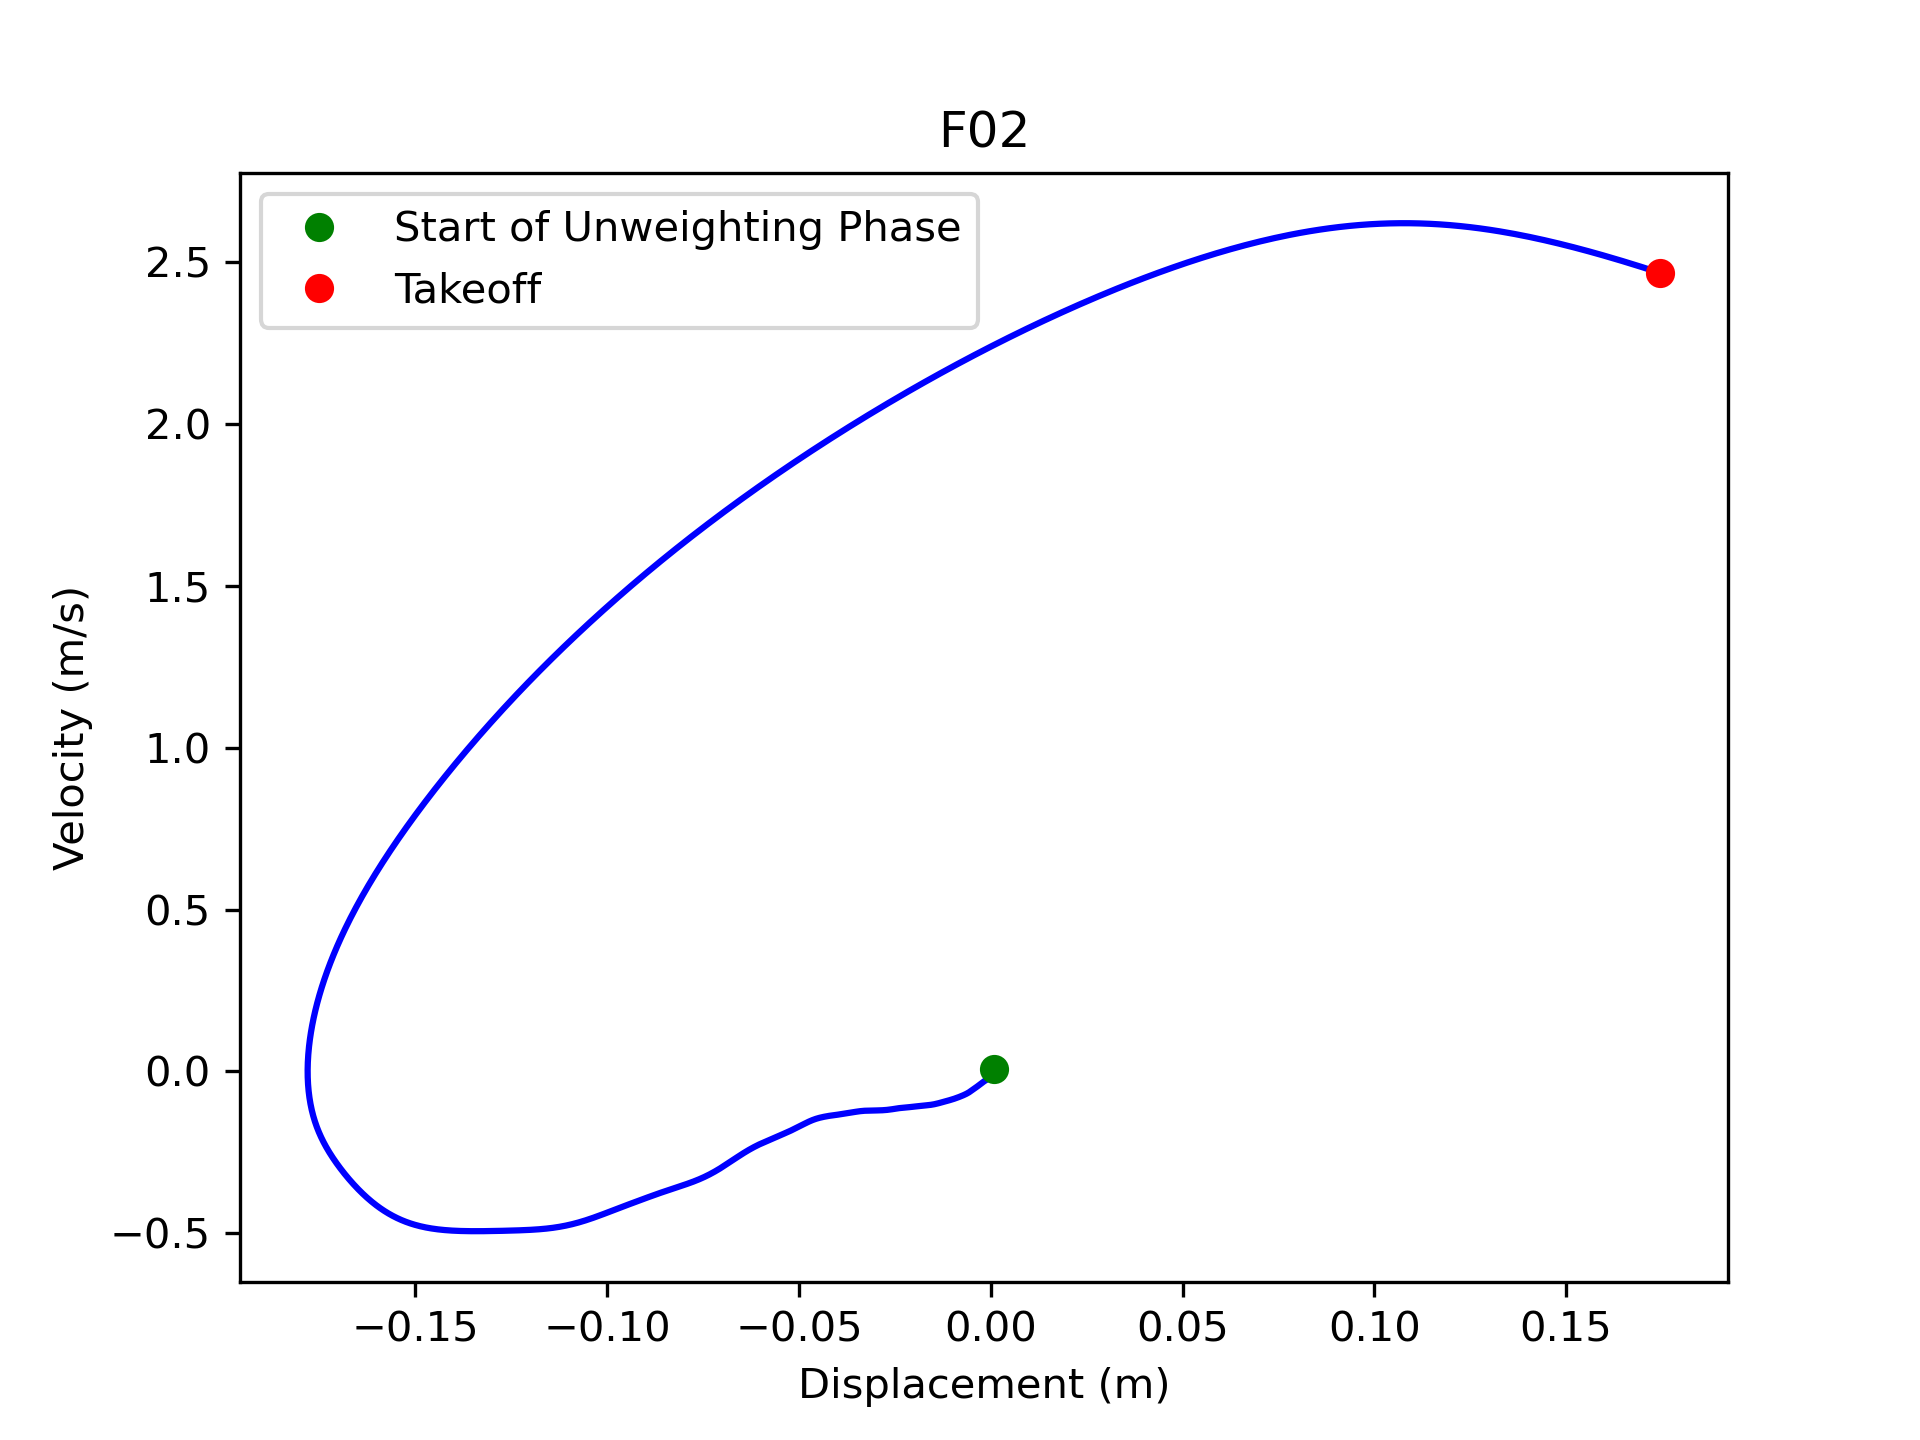 F02
Start of Unweighting Phase
Takeoff
2.5
2.0
1.5
1.0
0.5
0.0
−0.5
Velocity (m/s)
−0.15 −0.10 −0.05 0.00 0.05 0.10 0.15
Displacement (m)